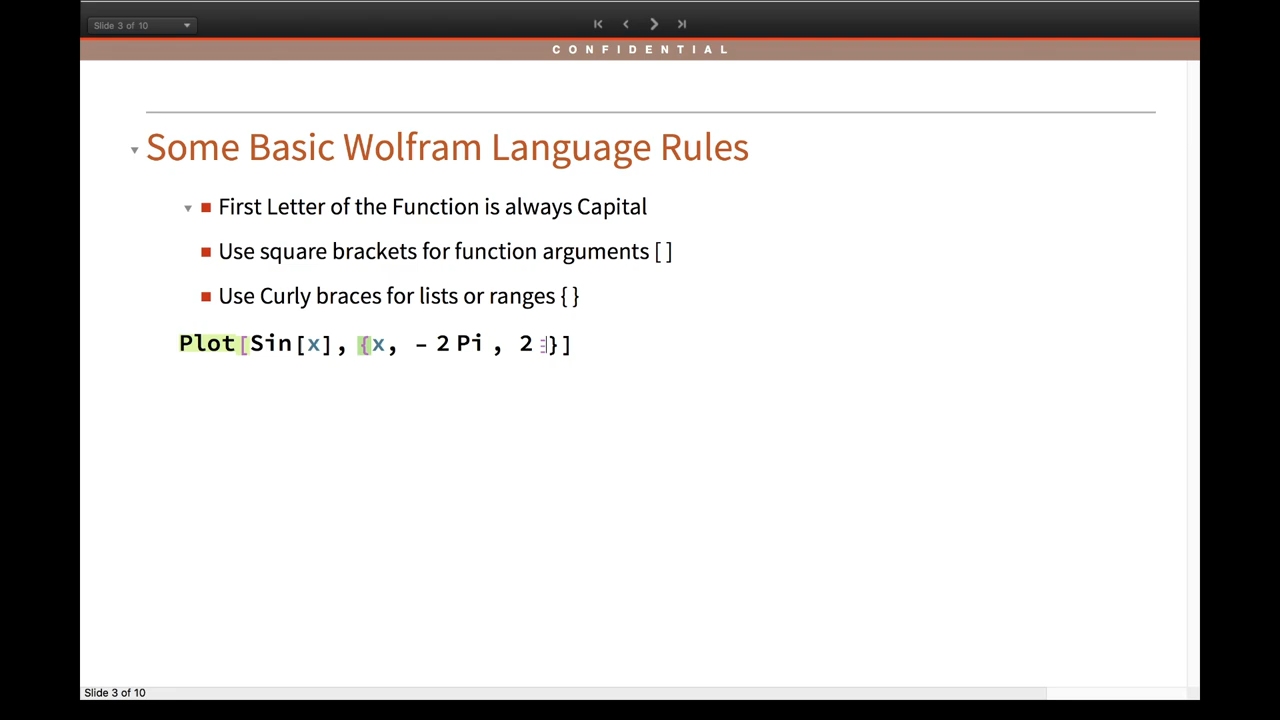 Slide 3 of 10
CONFIDENTIAL
Some Basic Wolfram Language Rules
First Letter of the Function is always Capital
Use square brackets for function arguments [ ]
Use Curly braces for lists or ranges { }
Plot[Sin[x], {x, - 2 Pi , 2 }]
Slide 3 of 10